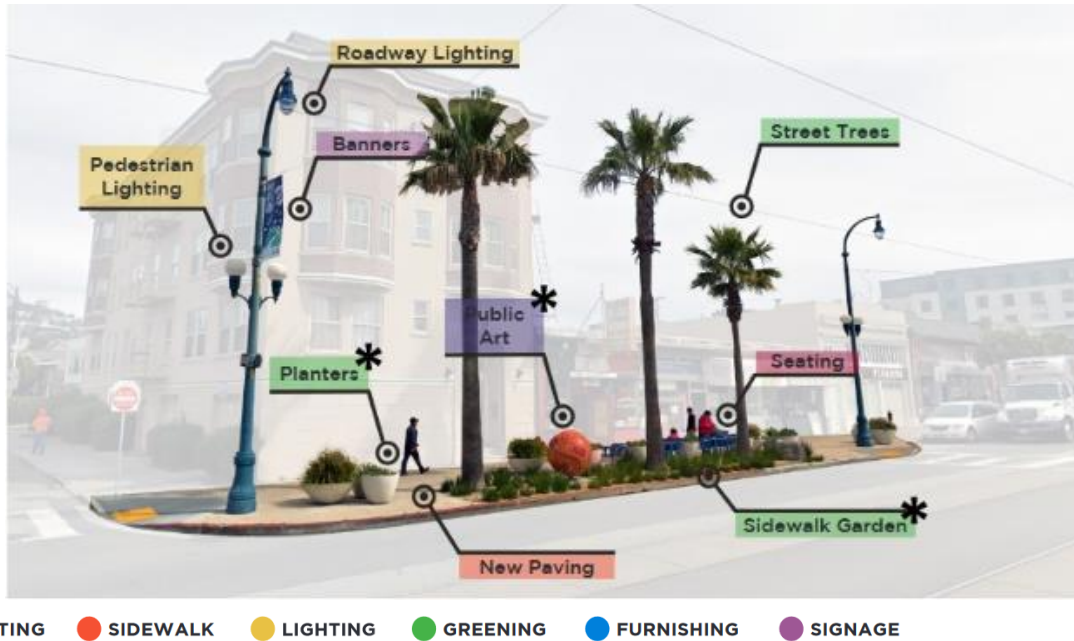 Roadway Lighting
Banners
Pedestrian
Lighting
Street Trees
Public
Art
*
Planters
*
Seating
Sidewalk Garden
*
New Paving
TING
SIDEWALK
LIGHTING
GREENING
FURNISHING
SIGNAGE